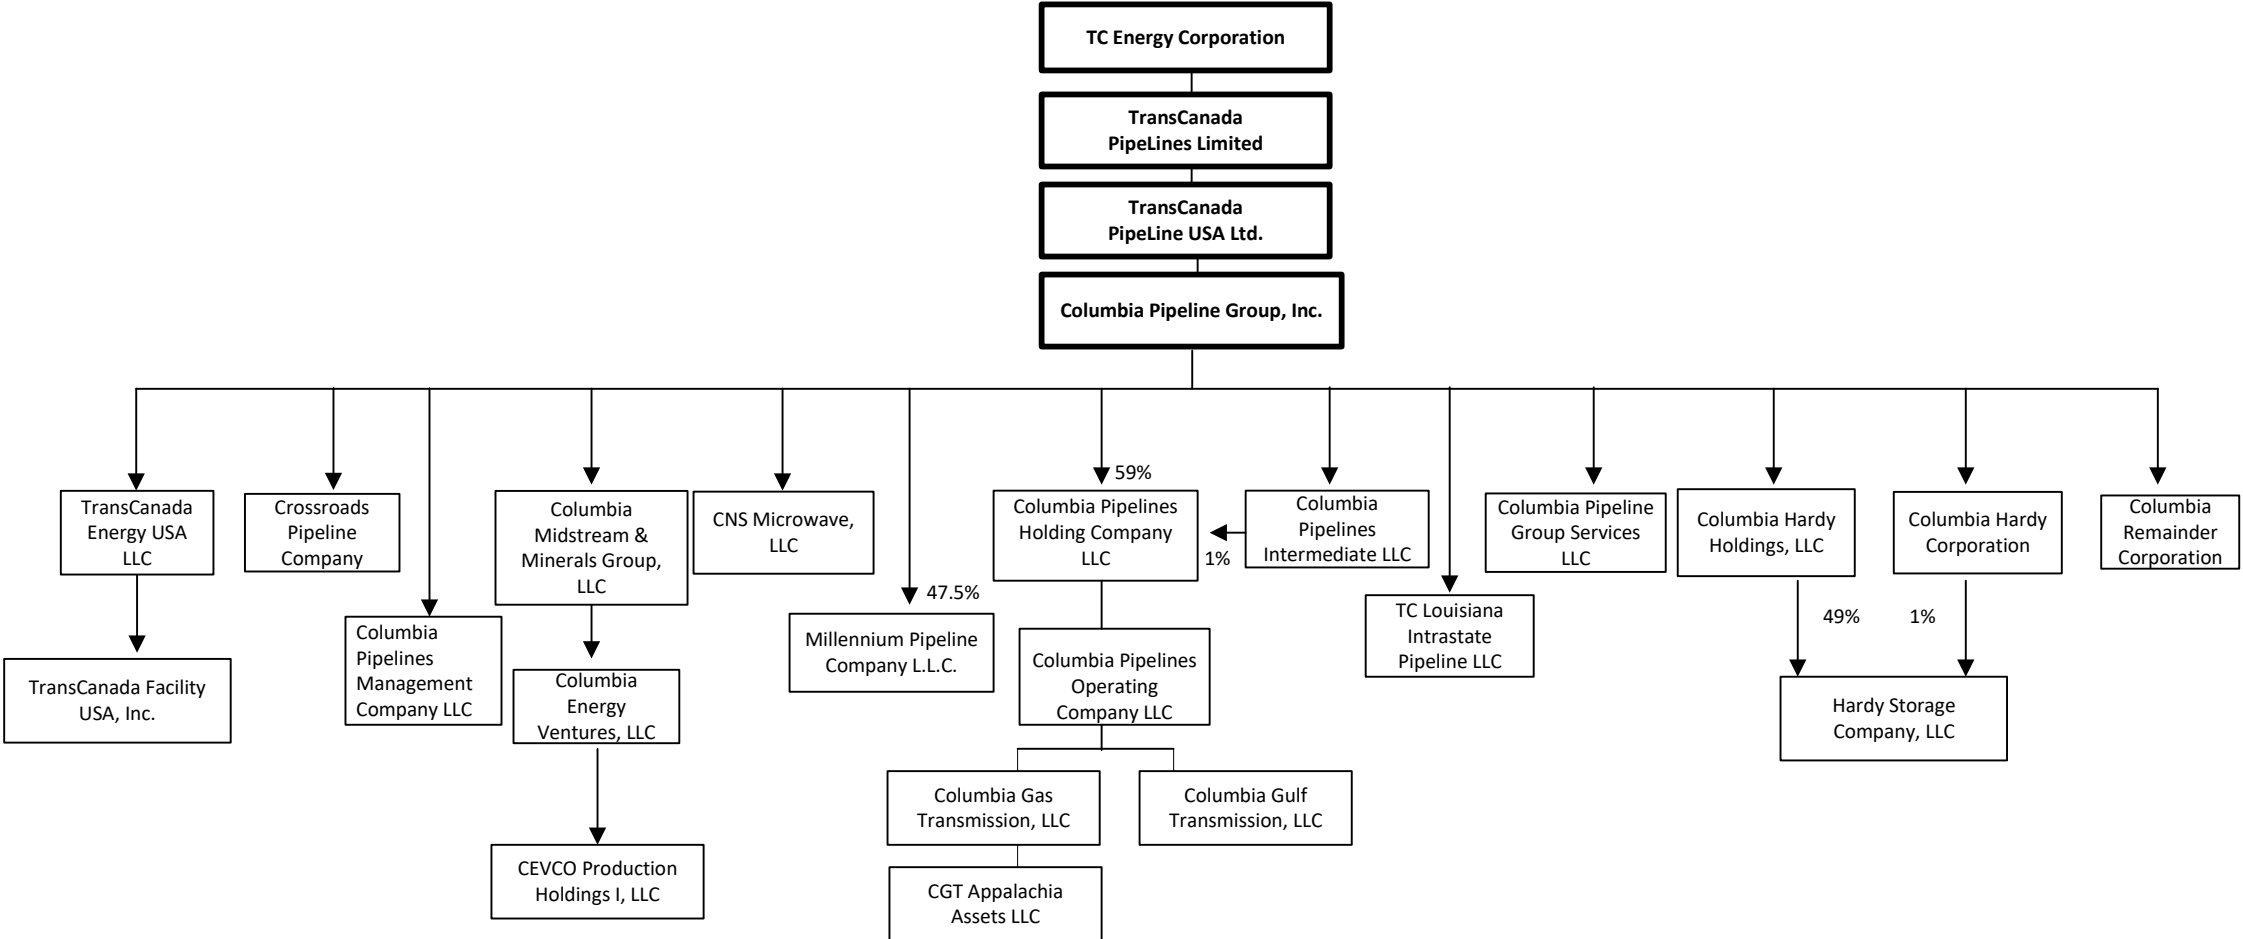 TC Energy Corporation
TransCanada
PipeLines Limited
TransCanada
PipeLine USA Ltd.
Columbia Pipeline Group, Inc.
TransCanada
Energy USA
LLC
TransCanada Facility
USA, Inc.
Crossroads
Pipeline
Company
Columbia
Pipelines
Management
Company LLC
Columbia
Midstream &
Minerals Group,
LLC
Columbia
Energy
Ventures, LLC
CEVCO Production
Holdings I, LLC
CNS Microwave,
LLC
47.5%
Millennium Pipeline
Company L.L.C.
59%
Columbia Pipelines
Holding Company
LLC
1%
Columbia
Pipelines
Intermediate LLC
Columbia Pipelines
Operating
Company LLC
Columbia Gas
Transmission, LLC
Columbia Gulf
Transmission, LLC
CGT Appalachia
Assets LLC
TC Louisiana
Intrastate
Pipeline LLC
Columbia Pipeline
Group Services
LLC
Columbia Hardy
Holdings, LLC
Columbia Hardy
Corporation
49%
1%
Hardy Storage
Company, LLC
Columbia
Remainder
Corporation